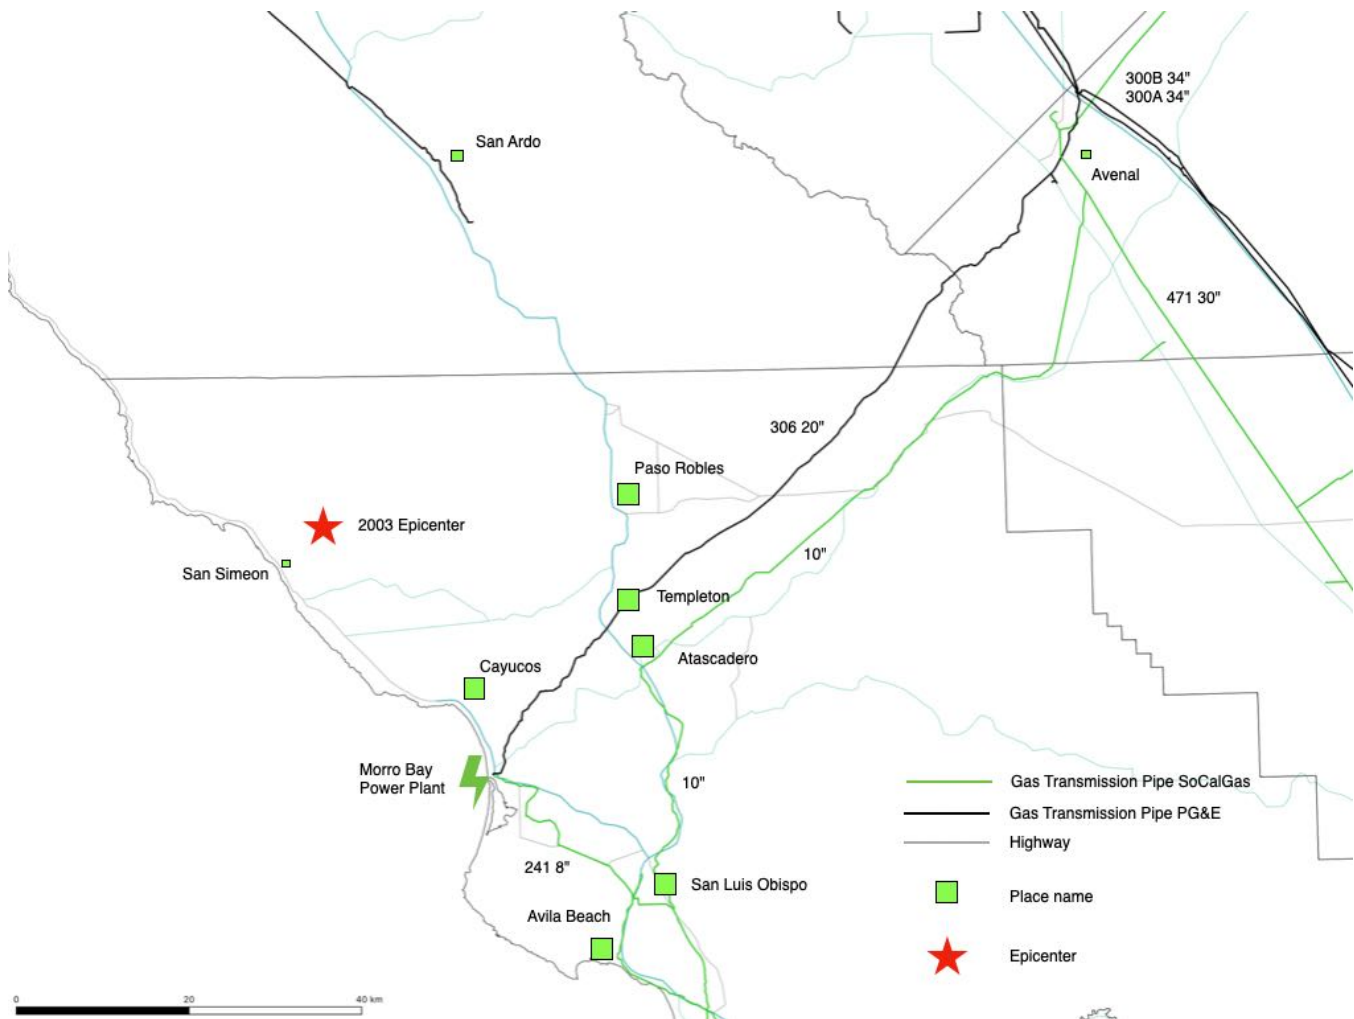 300B 34"
300A 34"
San Ardo
Avenal
471 30"
306 20"
Paso Robles
2003 Epicenter
10"
San Simeon
Templeton
Atascadero
Cayucos
Morro Bay
Power Plant
10"
Gas Transmission Pipe SoCalGas
Gas Transmission Pipe PG&E
Highway
241 8"
San Luis Obispo
Place name
Avila Beach
Epicenter
0 20 40 km